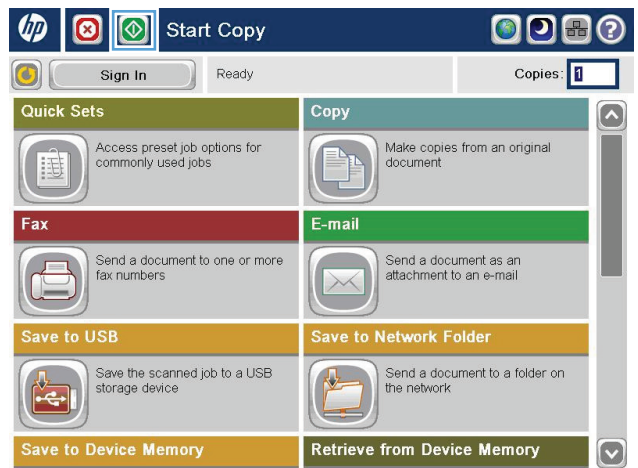 hp
Start Copy
?
Sign In
Ready
Copies: 1
Quick Sets
Access preset job options for
commonly used jobs
Copy
Make copies from an original
document
Fax
Send a document to one or more
fax numbers
E-mail
Send a document as an
attachment to an e-mail
Save to USB
Save the scanned job to a USB
storage device
Save to Network Folder
Send a document to a folder on
the network
Save to Device Memory
Retrieve from Device Memory